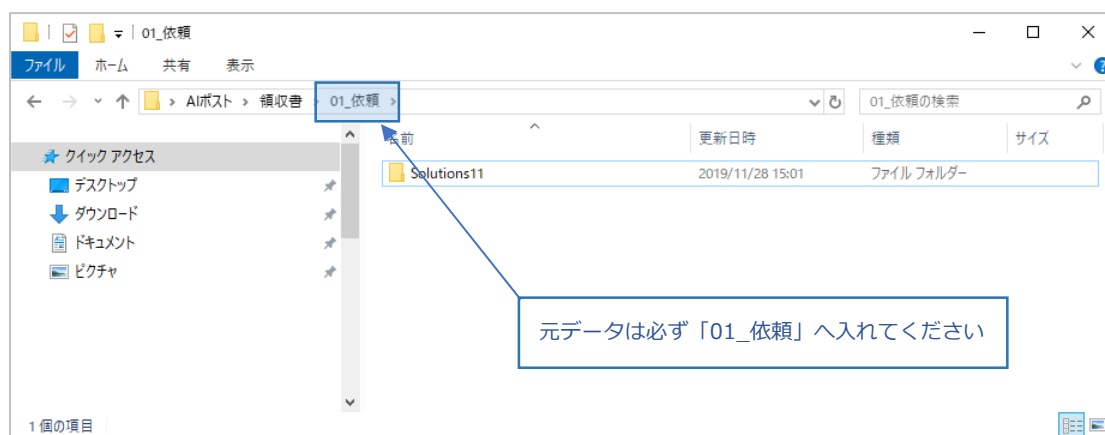 01_依頼
ファイル ホーム 共有 表示
AIポスト › 領収書 › 01_依頼 ›
01_依頼の検索
名前 更新日時 種類 サイズ
クイック アクセス
Solutions11 2019/11/28 15:01 ファイル フォルダー
デスクトップ
ダウンロード
ドキュメント
ピクチャ
元データは必ず「01_依頼」へ入れてください
1 個の項目